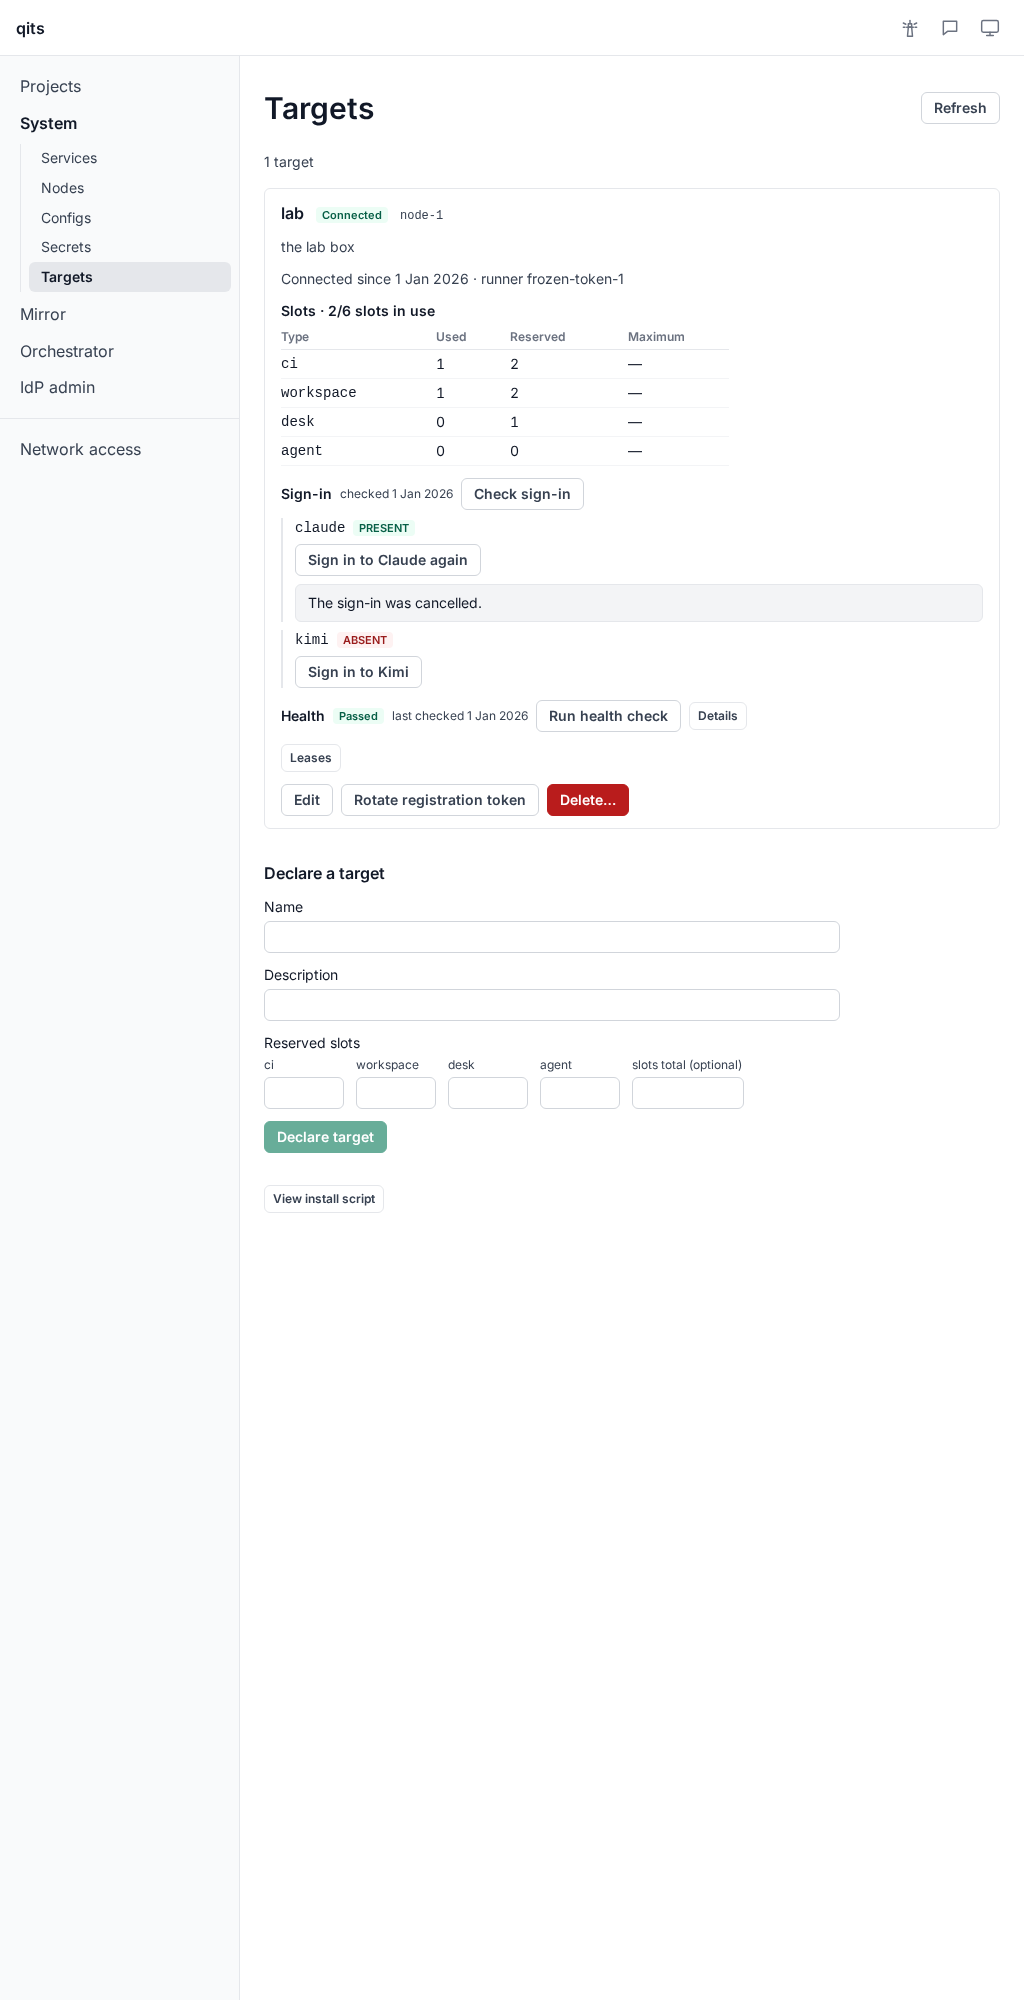 qits
Projects
System
Services
Nodes
Configs
Secrets
Targets
Mirror
Orchestrator
IdP admin
Network access
Targets
Refresh
1 target
lab Connected node-1
the lab box
Connected since 1 Jan 2026 · runner frozen-token-1
Slots · 2/6 slots in use
Type Used Reserved Maximum
ci 1 2 —
workspace 1 2 —
desk 0 1 —
agent 0 0 —
Sign-in checked 1 Jan 2026 Check sign-in
claude PRESENT
Sign in to Claude again
The sign-in was cancelled.
kimi ABSENT
Sign in to Kimi
Health Passed last checked 1 Jan 2026 Run health check Details
Leases
Edit Rotate registration token Delete...
Declare a target
Name
Description
Reserved slots
ci workspace desk agent slots total (optional)
Declare target
View install script